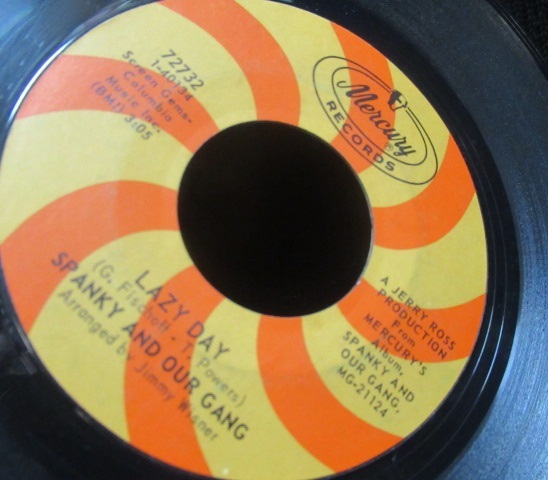 72732
1-40134
Screen Gems-
Columbia
Music Inc.
(BMI) 3:05
Mercury
RECORDS
A JERRY ROSS
PRODUCTION
From
MERCURY'S
Album,
SPANKY AND
OUR GANG,
MG-21124
LAZY DAY
(G. Fischoff - T. Powers)
SPANKY AND OUR GANG
Arranged by Jimmy Wisner